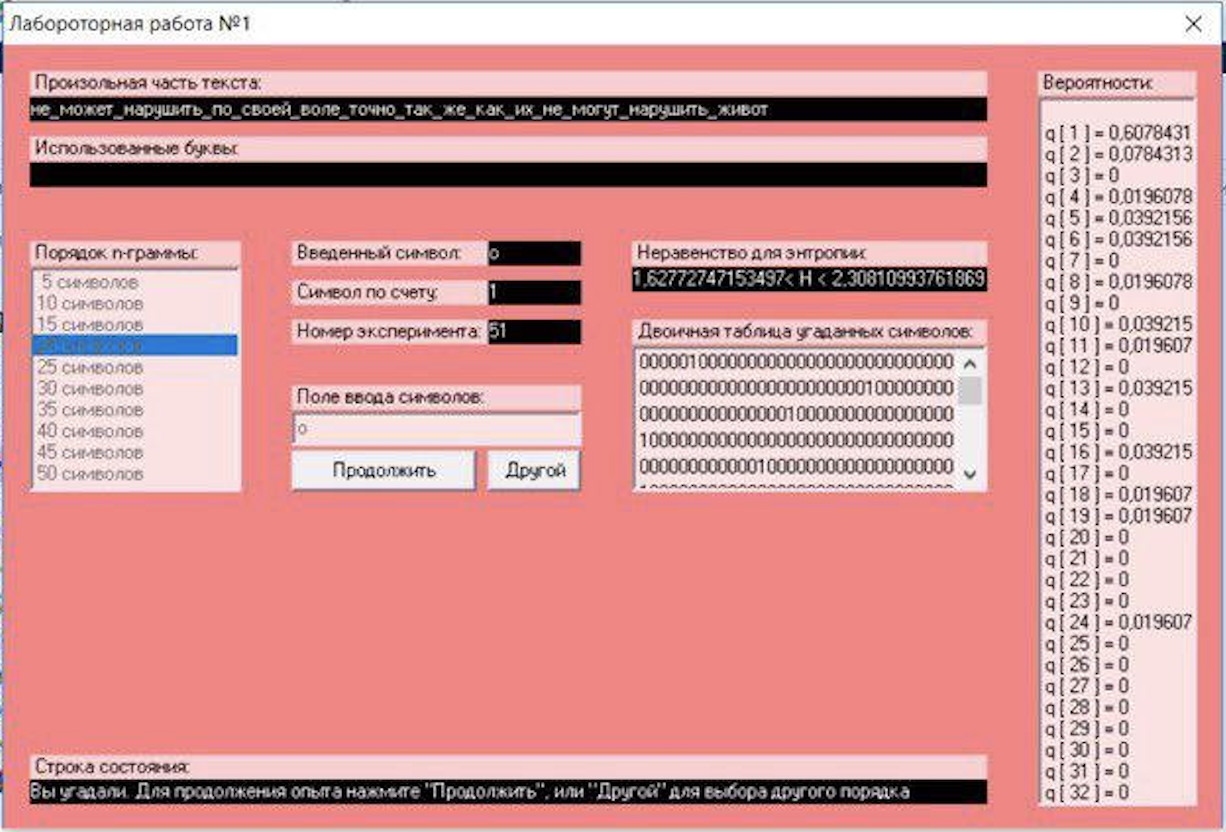 Лабороторная работа №1
Произольная часть текста:
не_может_нарушить_по_своей_воле_точно_так_же_как_их_не_могут_нарушить_живот
Использованные буквы:
Порядок n-граммы:
5 символов
10 символов
15 символов
25 символов
30 символов
35 символов
40 символов
45 символов
50 символов
Введенный символ: о
Символ по счету: 1
Номер эксперимента: 51
Поле ввода символов:
о
Продолжить
Другой
Неравенство для энтропии:
1,62772747153497< H < 2,30810993761869
Двоичная таблица угаданных символов:
00000100000000000000000000000000
00000000000000000000000100000000
00000000000000010000000000000000
10000000000000000000000000000000
00000000000010000000000000000000
Вероятности:
q [ 1 ] = 0,6078431
q [ 2 ] = 0,0784313
q [ 3 ] = 0
q [ 4 ] = 0,0196078
q [ 5 ] = 0,0392156
q [ 6 ] = 0,0392156
q [ 7 ] = 0
q [ 8 ] = 0,0196078
q [ 9 ] = 0
q [ 10 ] = 0,039215
q [ 11 ] = 0,019607
q [ 12 ] = 0
q [ 13 ] = 0,039215
q [ 14 ] = 0
q [ 15 ] = 0
q [ 16 ] = 0,039215
q [ 17 ] = 0
q [ 18 ] = 0,019607
q [ 19 ] = 0,019607
q [ 20 ] = 0
q [ 21 ] = 0
q [ 22 ] = 0
q [ 23 ] = 0
q [ 24 ] = 0,019607
q [ 25 ] = 0
q [ 26 ] = 0
q [ 27 ] = 0
q [ 28 ] = 0
q [ 29 ] = 0
q [ 30 ] = 0
q [ 31 ] = 0
q [ 32 ] = 0
Строка состояния:
Вы угадали. Для продолжения опыта нажмите "Продолжить", или "Другой" для выбора другого порядка